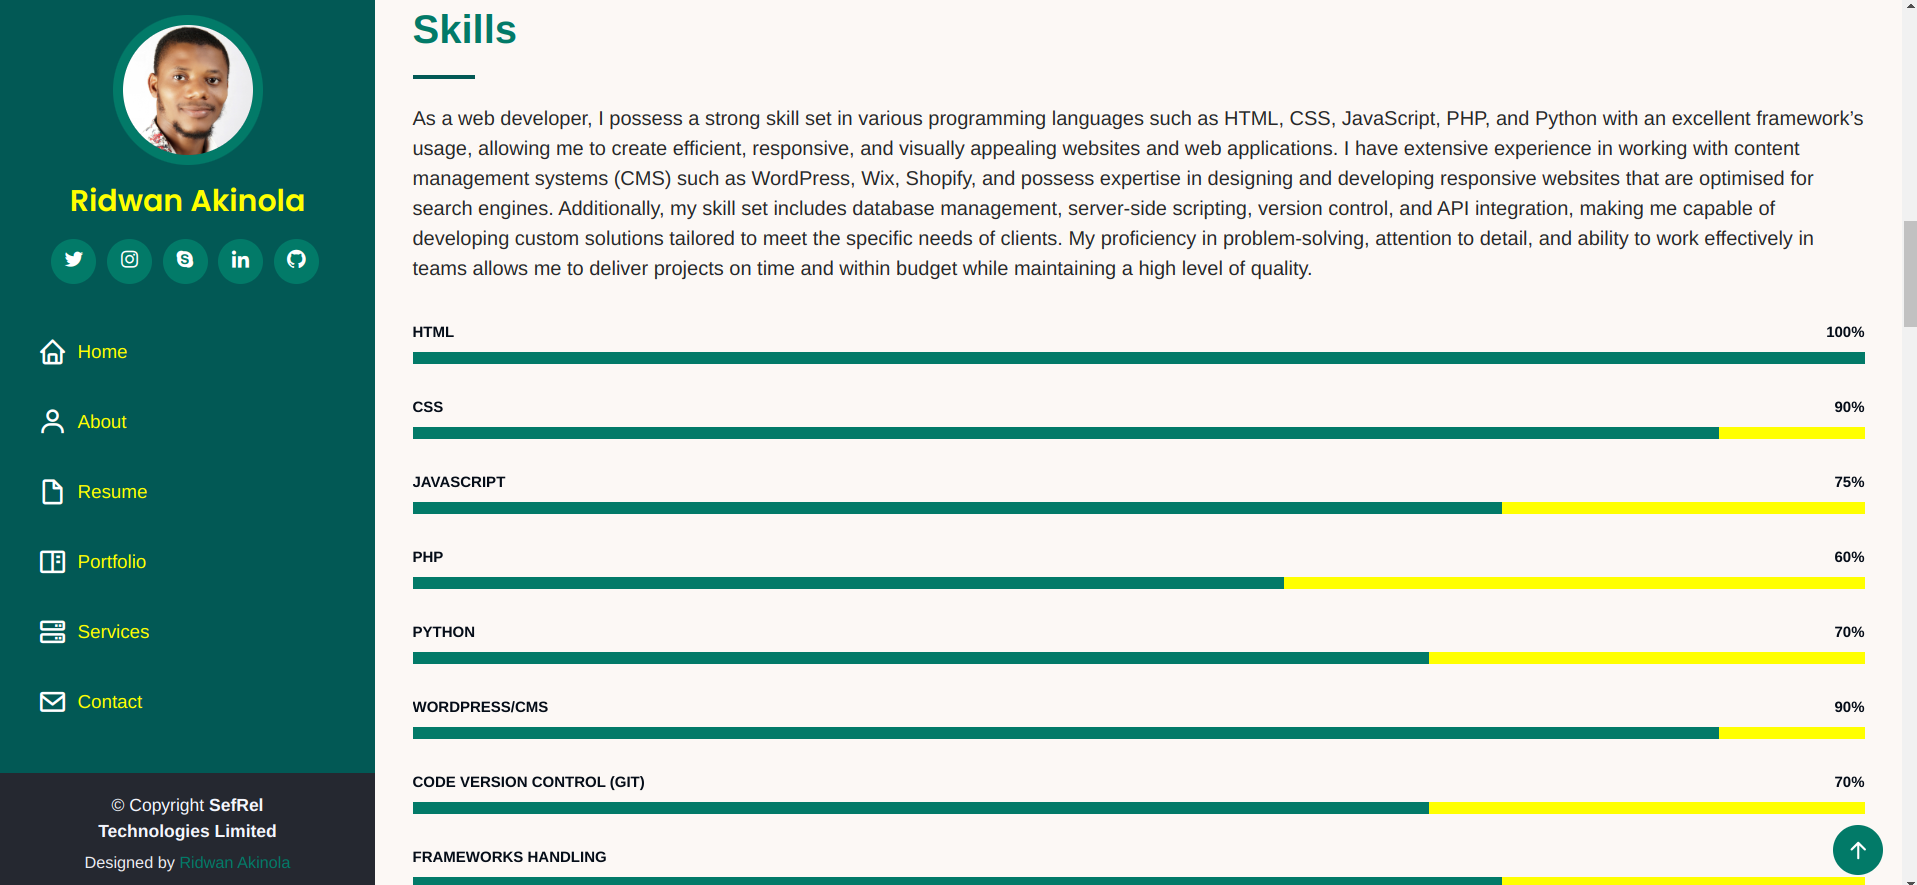 Ridwan Akinola
Home
About
Resume
Portfolio
Services
Contact
© Copyright SefRel
Technologies Limited
Designed by Ridwan Akinola
Skills
As a web developer, I possess a strong skill set in various programming languages such as HTML, CSS, JavaScript, PHP, and Python with an excellent framework’s
usage, allowing me to create efficient, responsive, and visually appealing websites and web applications. I have extensive experience in working with content
management systems (CMS) such as WordPress, Wix, Shopify, and possess expertise in designing and developing responsive websites that are optimised for
search engines. Additionally, my skill set includes database management, server-side scripting, version control, and API integration, making me capable of
developing custom solutions tailored to meet the specific needs of clients. My proficiency in problem-solving, attention to detail, and ability to work effectively in
teams allows me to deliver projects on time and within budget while maintaining a high level of quality.
HTML 100%
CSS 90%
JAVASCRIPT 75%
PHP 60%
PYTHON 70%
WORDPRESS/CMS 90%
CODE VERSION CONTROL (GIT) 70%
FRAMEWORKS HANDLING